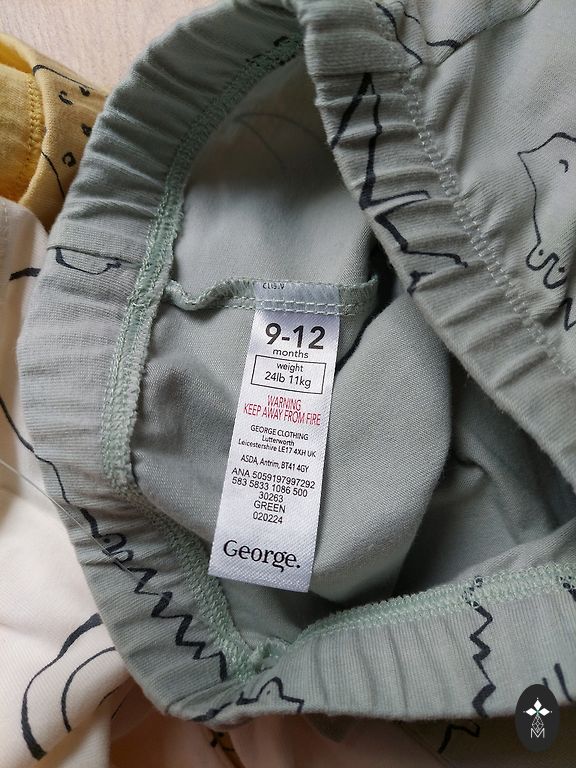 9-12
months
weight
24lb 11kg
WARNING
KEEP AWAY FROM FIRE
GEORGE CLOTHING
Lutterworth
Leicestershire LE17 4XH UK
ASDA, Antrim, BT41 4GY
ANA 5059197997292
583 5833 1086 500
30263
GREEN
020224
George.
M